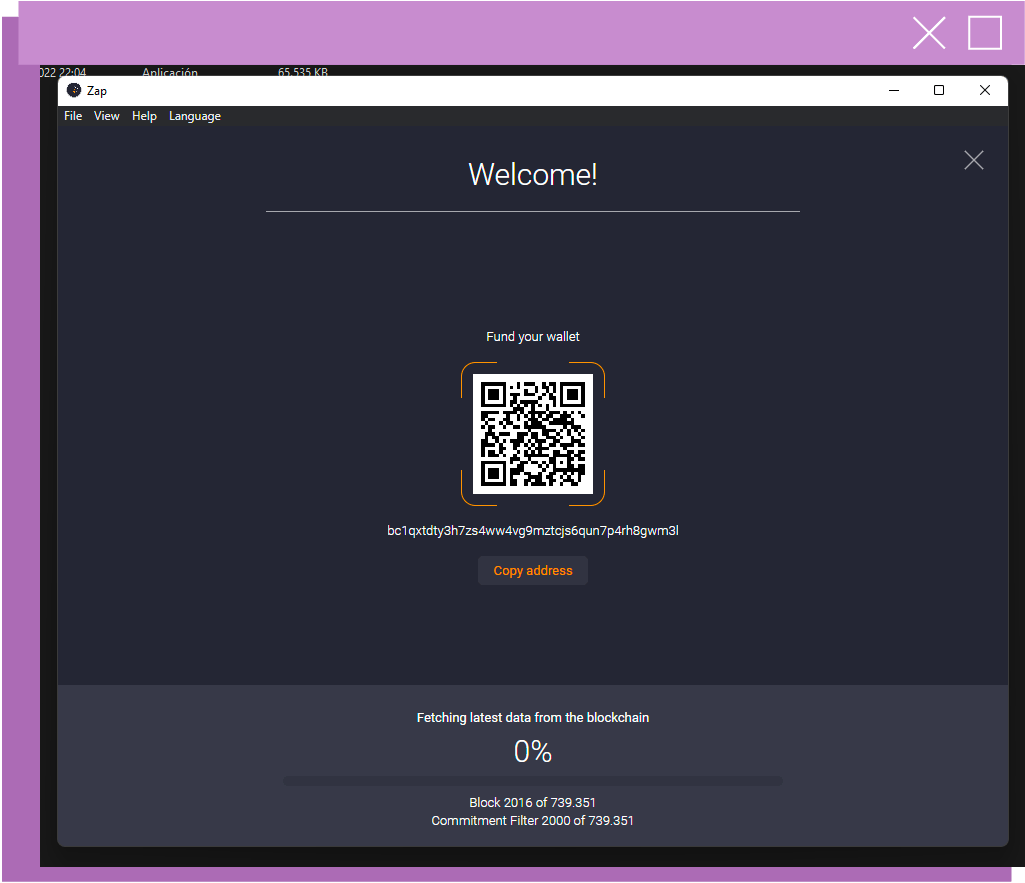 022 22:04 Aplicación 65.535 KB
Zap
File View Help Language
Welcome!
Fund your wallet
bc1qxtdty3h7zs4ww4vg9mztcjs6qun7p4rh8gwm3l
Copy address
Fetching latest data from the blockchain
0%
Block 2016 of 739.351
Commitment Filter 2000 of 739.351